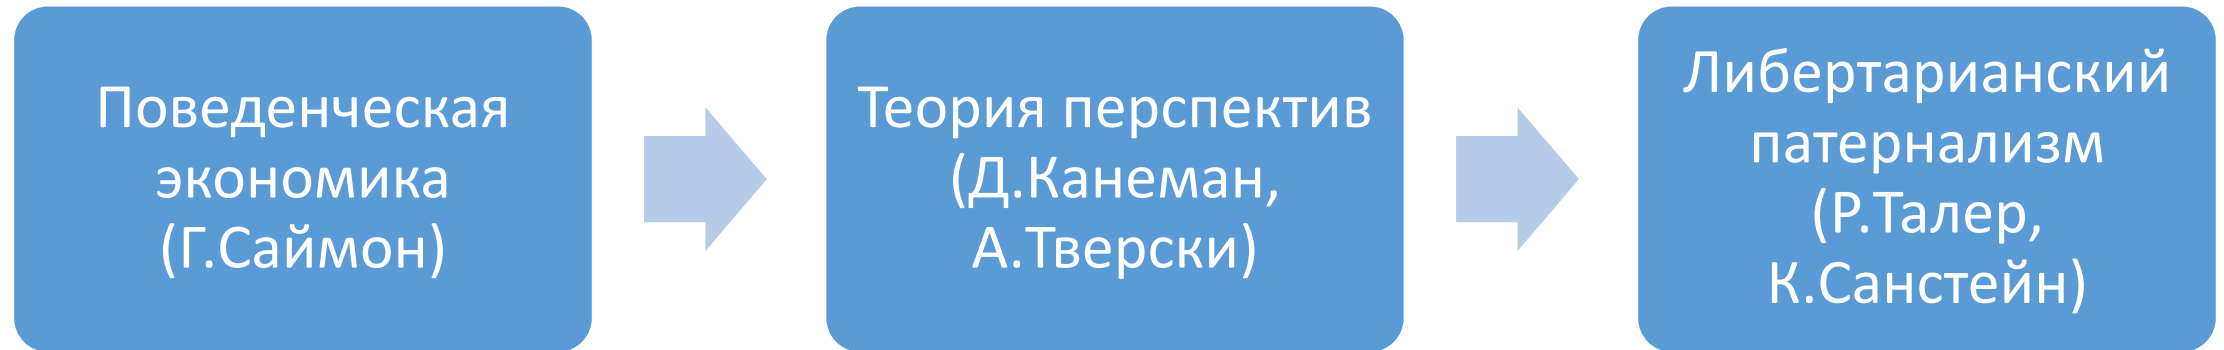 Поведенческая
экономика
(Г.Саймон)
Теория перспектив
(Д.Канеман,
А.Тверски)
Либертарианский
патернализм
(Р.Талер,
К.Санстейн)